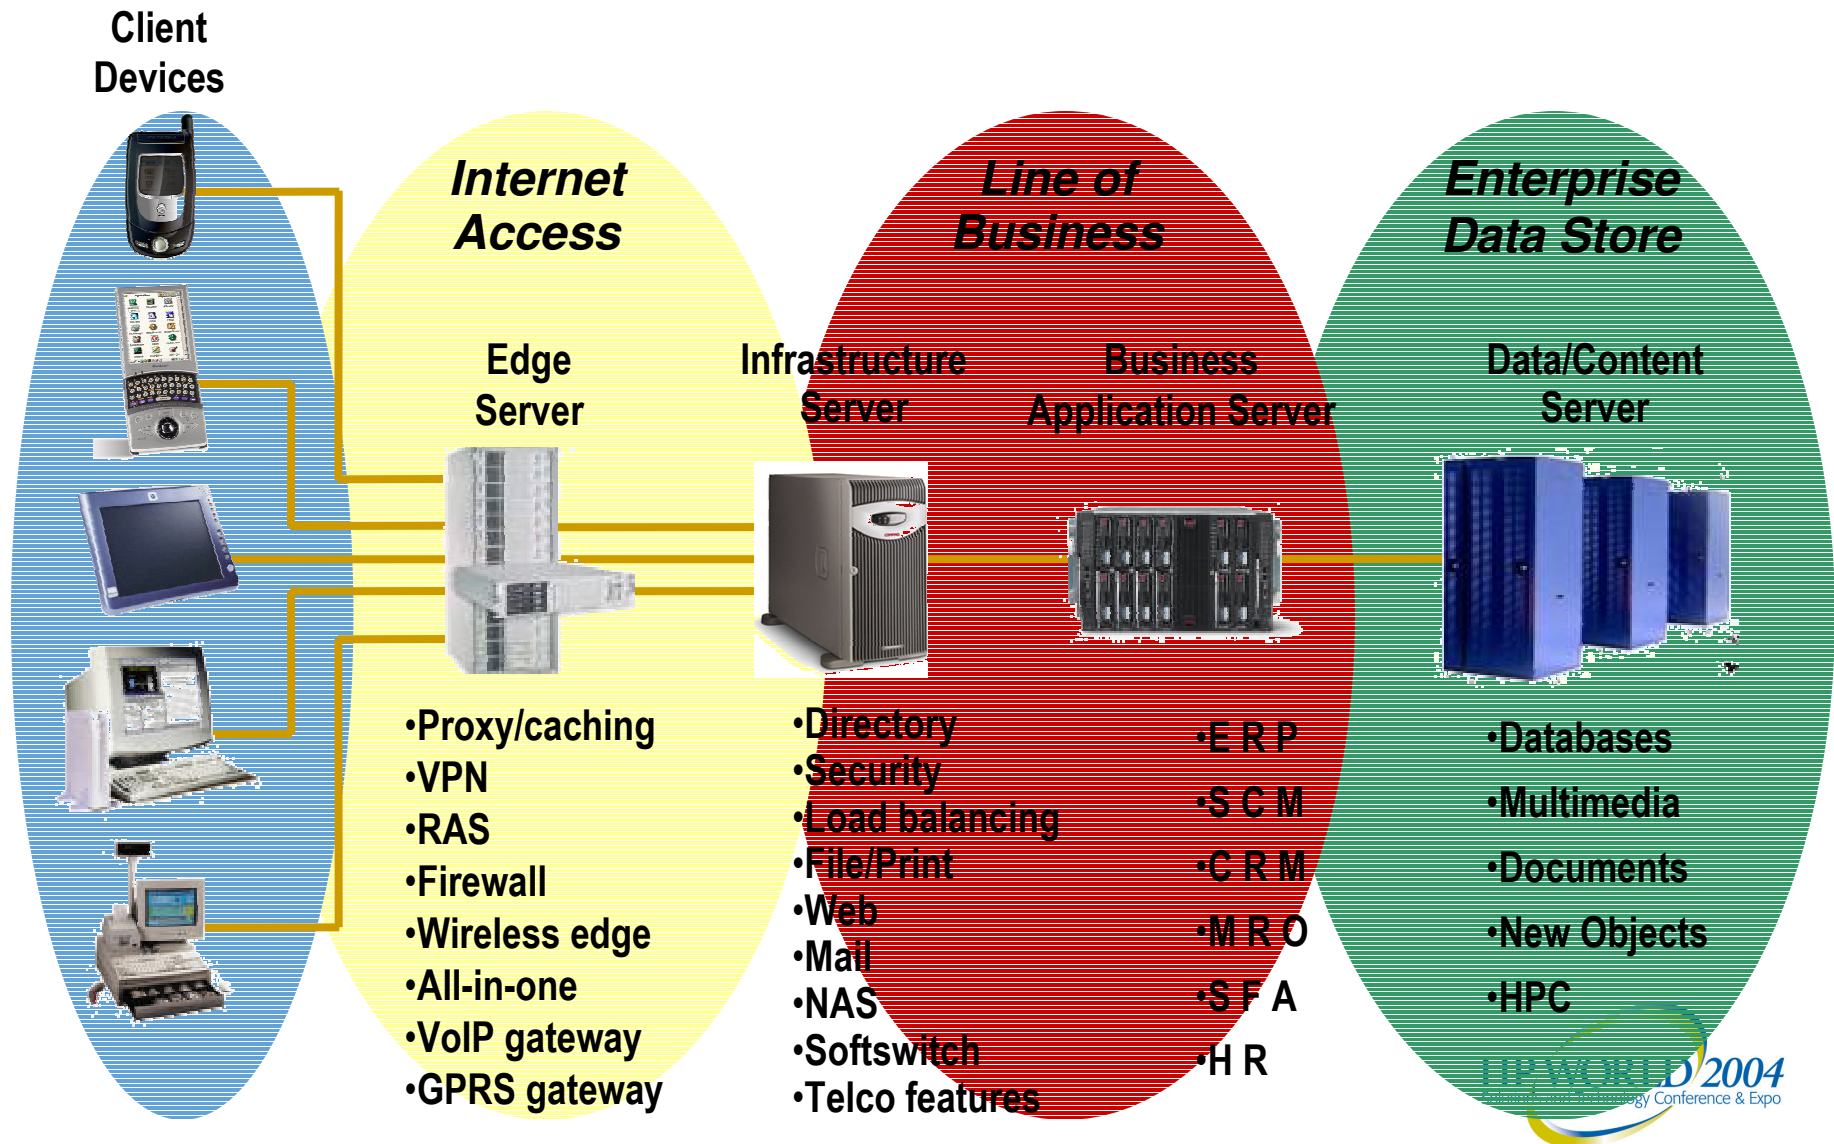 Client
Devices
Internet
Access
Line of
Business
Enterprise
Data Store
Edge
Server
Infrastructure
Server
Business
Application Server
Data/Content
Server
•Proxy/caching
•VPN
•RAS
•Firewall
•Wireless edge
•All-in-one
•VoIP gateway
•GPRS gateway
•Directory
•Security
•Load balancing
•File/Print
•Web
•Mail
•NAS
•Softswitch
•Telco features
•E R P
•S C M
•C R M
•M R O
•S F A
•H R
•Databases
•Multimedia
•Documents
•New Objects
•HPC
HP WORLD 2004
Solutions and Technology Conference & Expo